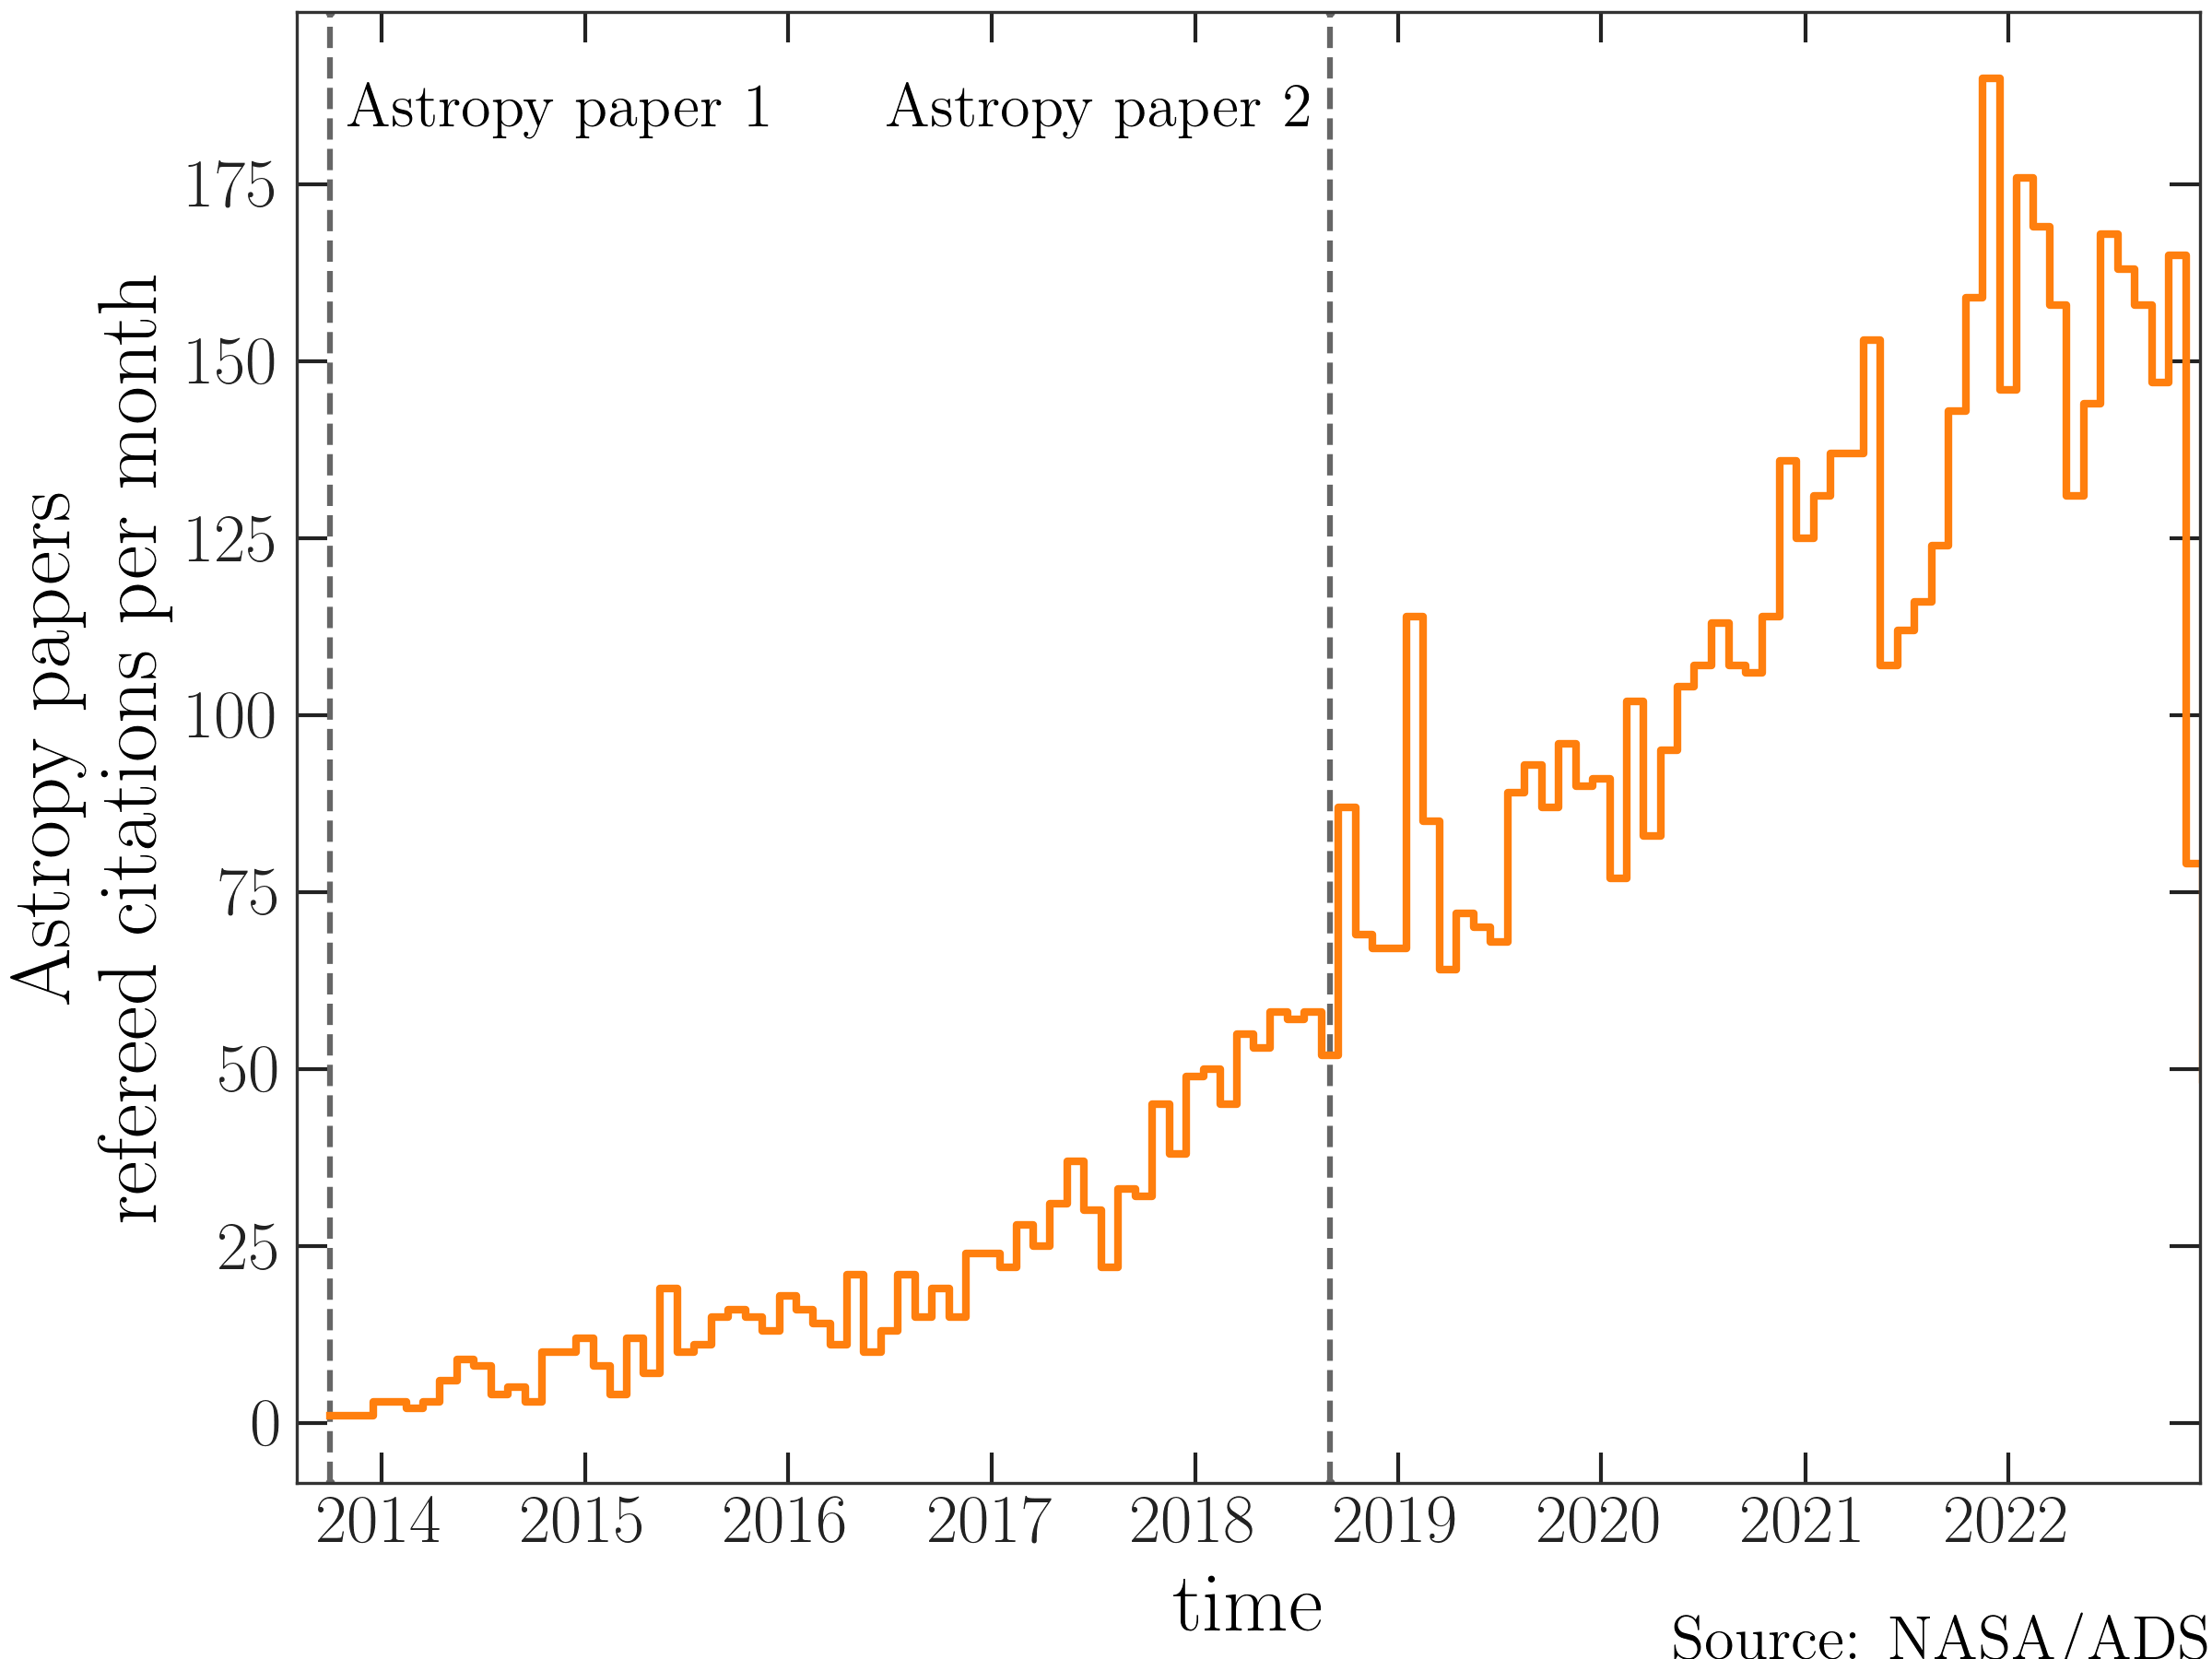 Astropy paper 1
Astropy paper 2
Astropy papers
refereed citations per month
175
150
125
100
75
50
25
0
2014 2015 2016 2017 2018 2019 2020 2021 2022
time
Source: NASA/ADS